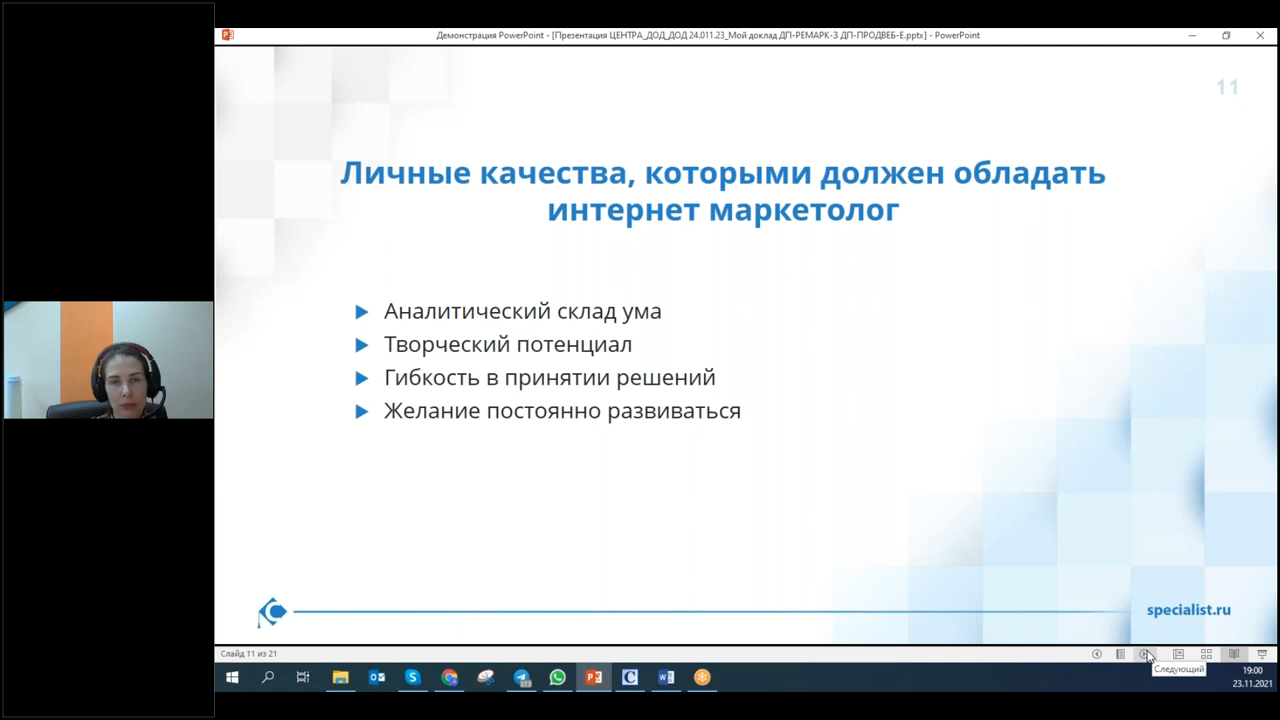 Демонстрация PowerPoint - [Презентация ЦЕНТРА_ДОД_ДОД 24.011.23_Мой доклад ДП-РЕМАРК-3 ДП-ПРОДВЕБ-Е.pptx] - PowerPoint
11
Личные качества, которыми должен обладать
интернет маркетолог
Аналитический склад ума
Творческий потенциал
Гибкость в принятии решений
Желание постоянно развиваться
specialist.ru
Слайд 11 из 21
Следующий
19:00
23.11.2021